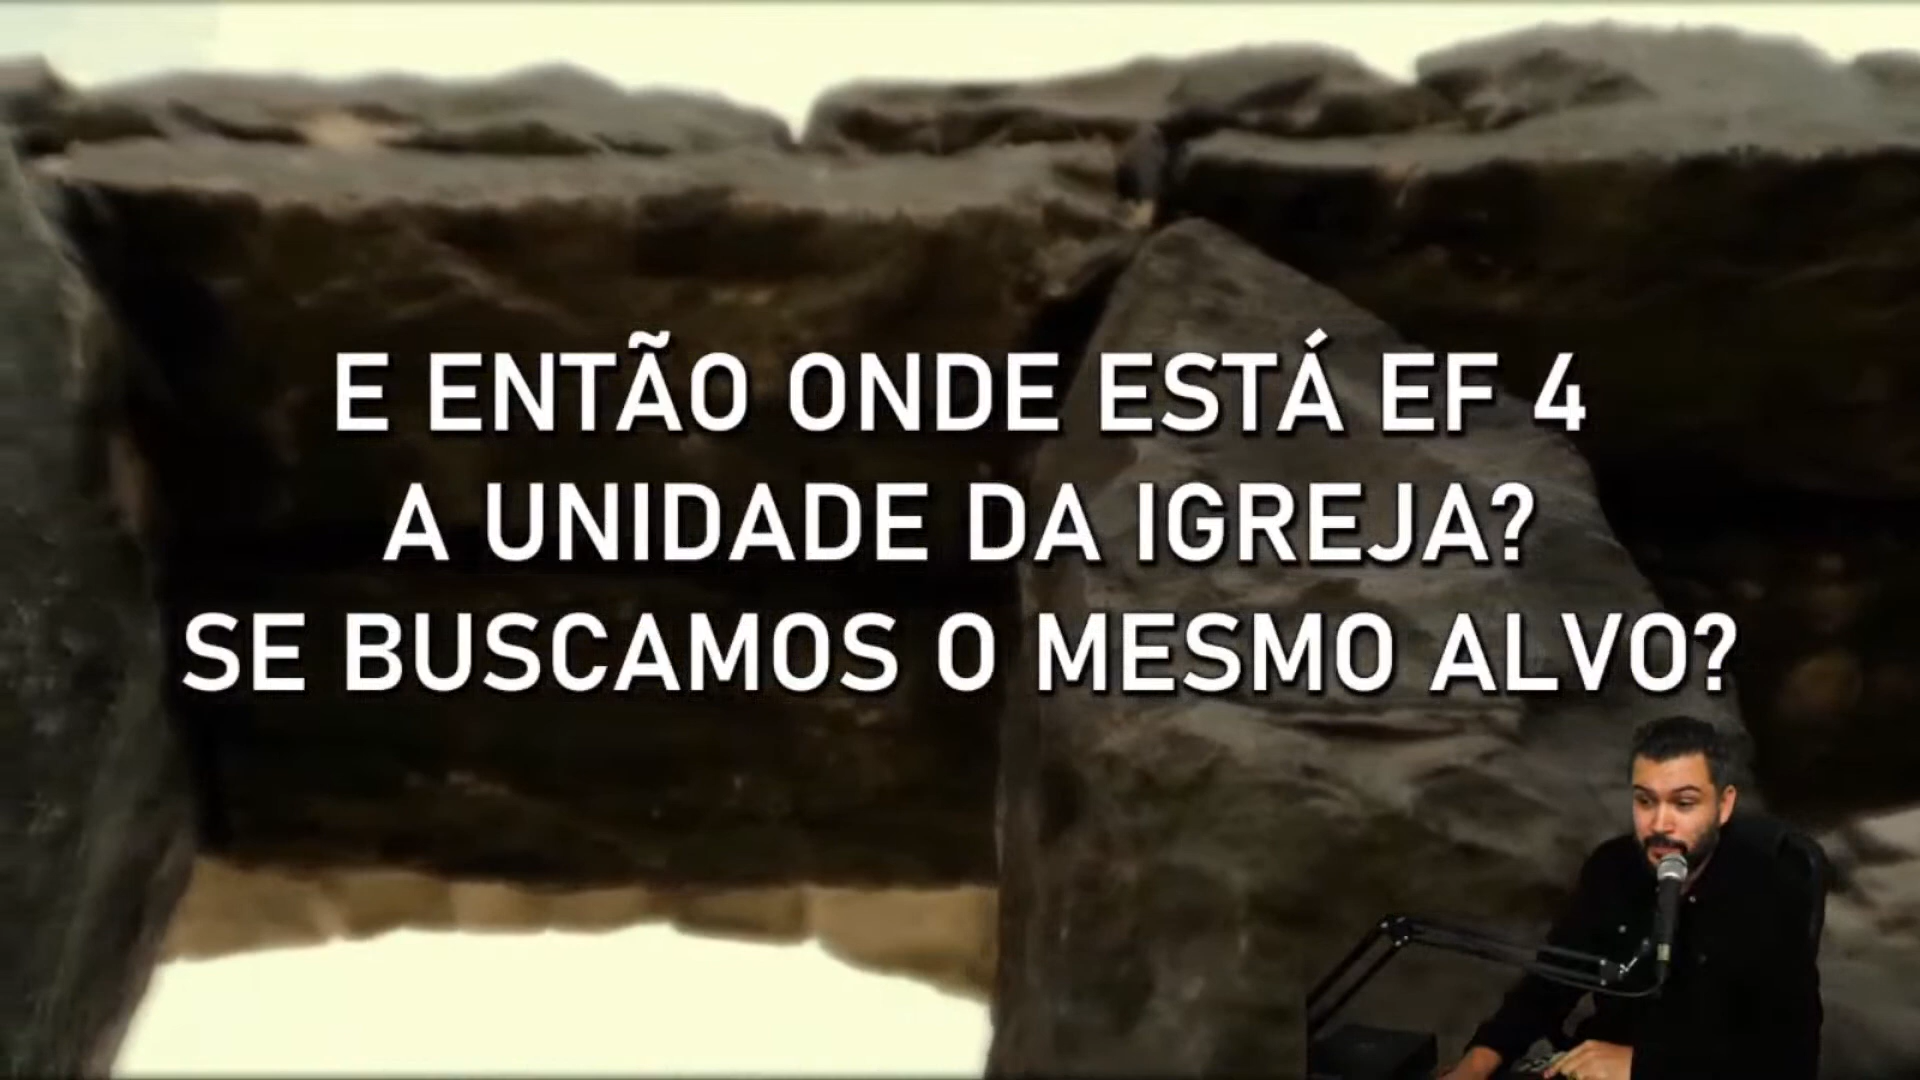 E ENTÃO ONDE ESTÁ EF 4
A UNIDADE DA IGREJA?
SE BUSCAMOS O MESMO ALVO?